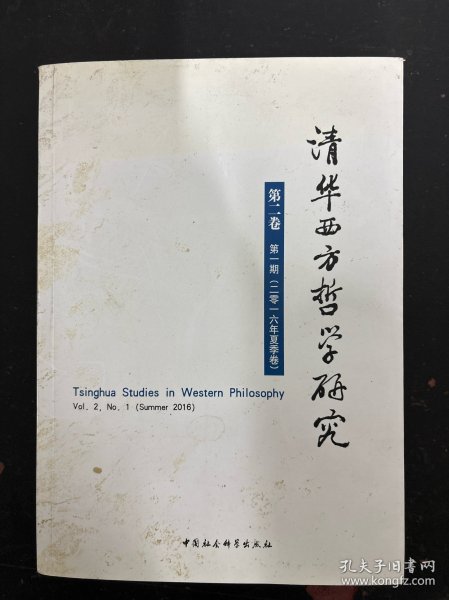 清华西方哲学研究
第二卷 第一期（二零一六年夏季卷）
Tsinghua Studies in Western Philosophy
Vol. 2, No. 1 (Summer 2016)
中国社会科学出版社
孔夫子旧书网
www.kongfz.com